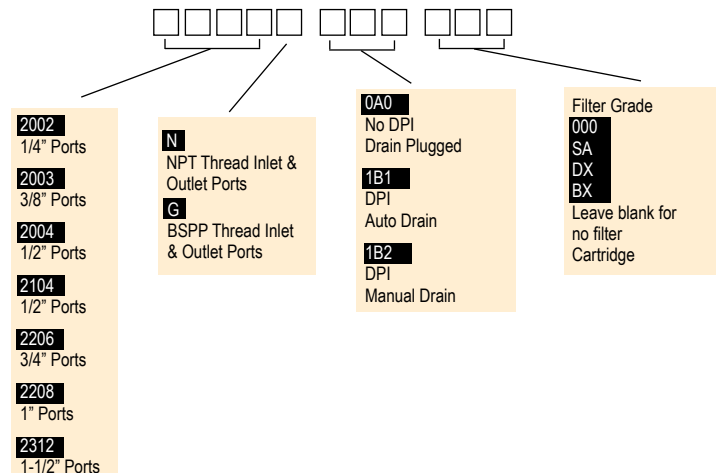 2002
1/4" Ports
2003
3/8" Ports
2004
1/2" Ports
2104
1/2" Ports
2206
3/4" Ports
2208
1" Ports
2312
1-1/2" Ports
N
NPT Thread Inlet &
Outlet Ports
G
BSPP Thread Inlet
& Outlet Ports
0A0
No DPI
Drain Plugged
1B1
DPI
Auto Drain
1B2
DPI
Manual Drain
Filter Grade
000
SA
DX
BX
Leave blank for
no filter
Cartridge